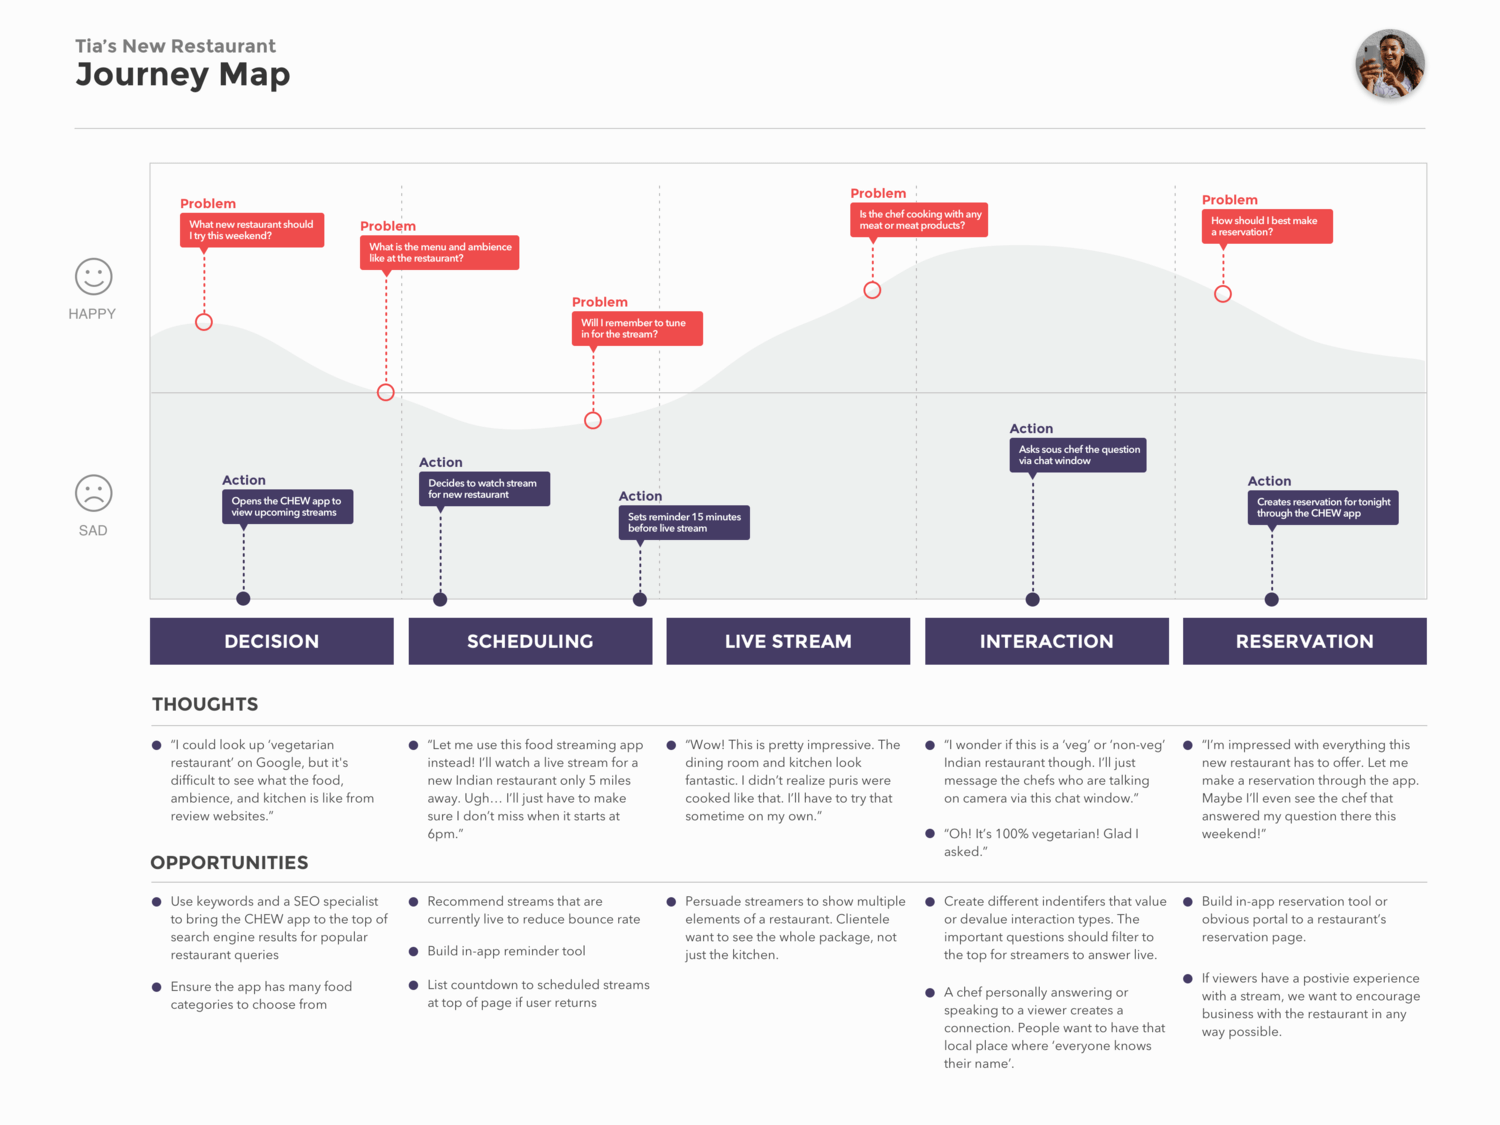 Tia's New Restaurant
Journey Map
HAPPY
SAD
Problem
What new restaurant should
I try this weekend?
Problem
What is the menu and ambience
like at the restaurant?
Problem
Will I remember to tune
in for the stream?
Problem
Is the chef cooking with any
meat or meat products?
Problem
How should I best make
a reservation?
Action
Opens the CHEW app to
view upcoming streams
Action
Decides to watch stream
for new restaurant
Action
Sets reminder 15 minutes
before live stream
Action
Asks sous chef the question
via chat window
Action
Creates reservation for tonight
through the CHEW app
DECISION
SCHEDULING
LIVE STREAM
INTERACTION
RESERVATION
THOUGHTS
“I could look up ‘vegetarian
restaurant’ on Google, but it's
difficult to see what the food,
ambience, and kitchen is like from
review websites.”
“Let me use this food streaming app
instead! I’ll watch a live stream for a
new Indian restaurant only 5 miles
away. Ugh… I’ll just have to make
sure I don’t miss when it starts at
6pm.”
“Wow! This is pretty impressive. The
dining room and kitchen look
fantastic. I didn’t realize puris were
cooked like that. I’ll have to try that
sometime on my own.”
“I wonder if this is a ‘veg’ or ‘non-veg’
Indian restaurant though. I’ll just
message the chefs who are talking
on camera via this chat window.”
“Oh! It’s 100% vegetarian! Glad I
asked.”
“I’m impressed with everything this
new restaurant has to offer. Let me
make a reservation through the app.
Maybe I’ll even see the chef that
answered my question there this
weekend!”
OPPORTUNITIES
Use keywords and a SEO specialist
to bring the CHEW app to the top of
search engine results for popular
restaurant queries
Ensure the app has many food
categories to choose from
Recommend streams that are
currently live to reduce bounce rate
Build in-app reminder tool
List countdown to scheduled streams
at top of page if user returns
Persuade streamers to show multiple
elements of a restaurant. Clientele
want to see the whole package, not
just the kitchen.
Create different indentifers that value
or devalue interaction types. The
important questions should filter to
the top for streamers to answer live.
A chef personally answering or
speaking to a viewer creates a
connection. People want to have that
local place where ‘everyone knows
their name’.
Build in-app reservation tool or
obvious portal to a restaurant’s
reservation page.
If viewers have a postivie experience
with a stream, we want to encourage
business with the restaurant in any
way possible.